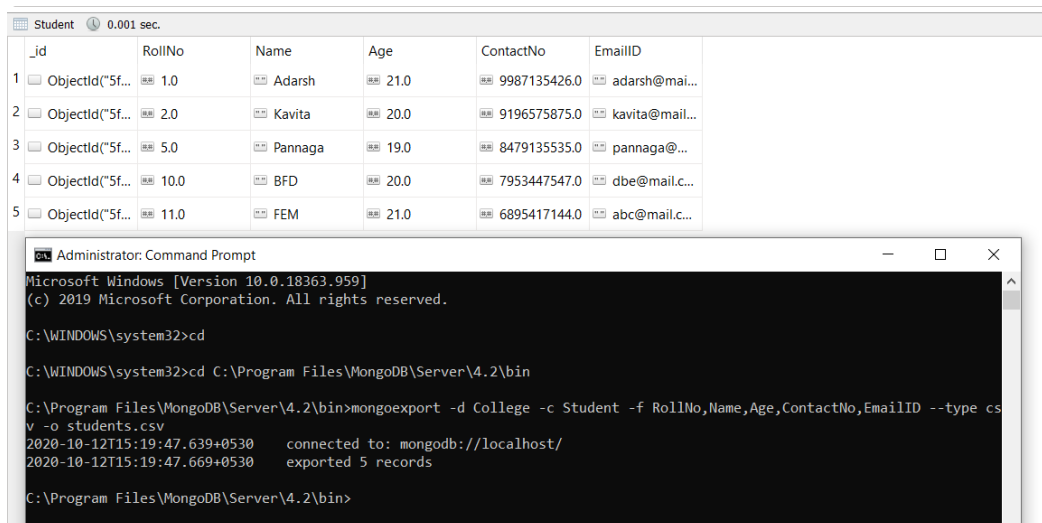 Student 0.001 sec.
_id RollNo Name Age ContactNo EmailID
1 ObjectId("5f... 1.0 Adarsh 21.0 9987135426.0 adarsh@mai...
2 ObjectId("5f... 2.0 Kavita 20.0 9196575875.0 kavita@mail...
3 ObjectId("5f... 5.0 Pannaga 19.0 8479135535.0 pannaga@...
4 ObjectId("5f... 10.0 BFD 20.0 7953447547.0 dbe@mail.c...
5 ObjectId("5f... 11.0 FEM 21.0 6895417144.0 abc@mail.c...
Administrator: Command Prompt
Microsoft Windows [Version 10.0.18363.959]
(c) 2019 Microsoft Corporation. All rights reserved.
C:\WINDOWS\system32>cd
C:\WINDOWS\system32>cd C:\Program Files\MongoDB\Server\4.2\bin
C:\Program Files\MongoDB\Server\4.2\bin>mongoexport -d College -c Student -f RollNo,Name,Age,ContactNo,EmailID --type cs
v -o students.csv
2020-10-12T15:19:47.639+0530 connected to: mongodb://localhost/
2020-10-12T15:19:47.669+0530 exported 5 records
C:\Program Files\MongoDB\Server\4.2\bin>